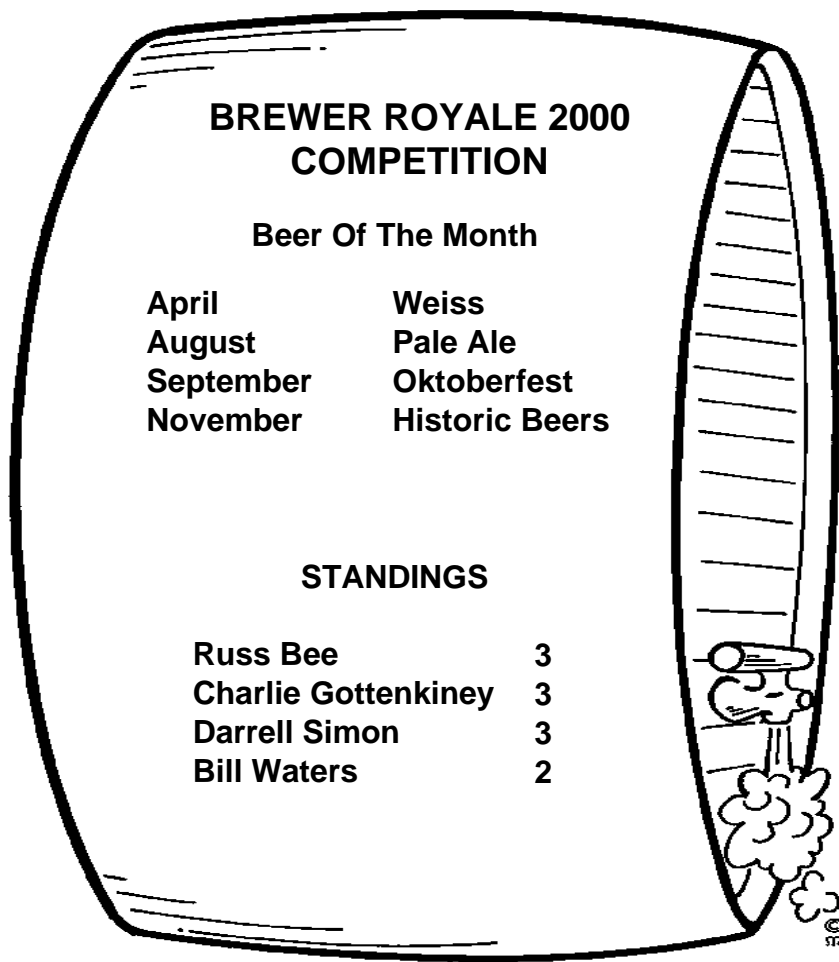 BREWER ROYALE 2000
COMPETITION
Beer Of The Month
April Weiss
August Pale Ale
September Oktoberfest
November Historic Beers
STANDINGS
Russ Bee 3
Charlie Gottenkiney 3
Darrell Simon 3
Bill Waters 2
©